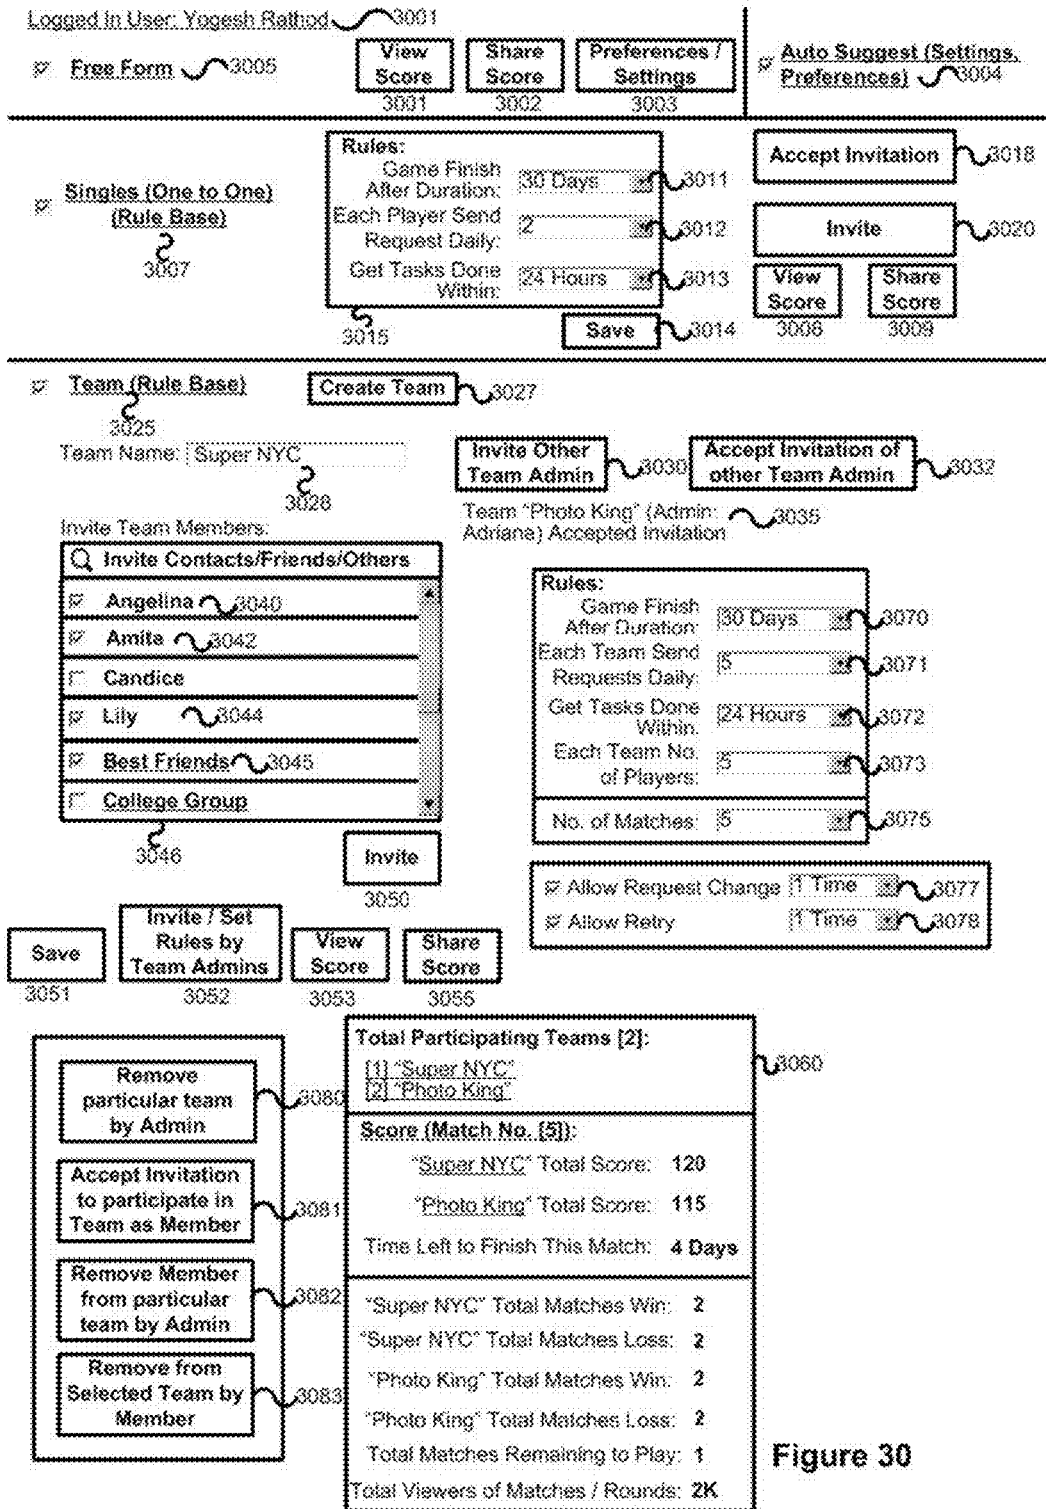 Logged In User: Yogesh Rathod 3001
Free Form 3005
View Score 3001
Share Score 3002
Preferences / Settings 3003
Auto Suggest (Settings, Preferences) 3004
Singles (One to One) (Rule Base)
3007
Rules:
Game Finish After Duration: 30 Days 3011
Each Player Send Request Daily: 2 3012
Get Tasks Done Within: 24 Hours 3013
3015
Save 3014
Accept Invitation 3018
Invite 3020
View Score 3008
Share Score 3009
Team (Rule Base)
3025
Create Team 3027
Team Name: Super NYC
3028
Invite Other Team Admin 3030
Accept Invitation of other Team Admin 3032
Team "Photo King" (Admin: Adriana) Accepted Invitation 3035
Invite Team Members:
Invite Contacts/Friends/Others
Angelina 3040
Amita 3042
Candice
Lily 3044
Best Friends 3045
College Group
3046
Invite
3050
Rules:
Game Finish After Duration: 30 Days 3070
Each Team Send Requests Daily: 5 3071
Get Tasks Done Within: 24 Hours 3072
Each Team No. of Players: 5 3073
No. of Matches: 5 3075
Allow Request Change 1 Time 3077
Allow Retry 1 Time 3078
Save
3051
Invite / Set Rules by Team Admins
3052
View Score
3053
Share Score
3055
Remove particular team by Admin 3080
Accept Invitation to participate in Team as Member 3081
Remove Member from particular team by Admin 3082
Remove from Selected Team by Member 3083
Total Participating Teams [2]: 3060
[1] "Super NYC"
[2] "Photo King"
Score (Match No. [5]):
"Super NYC" Total Score: 120
"Photo King" Total Score: 115
Time Left to Finish This Match: 4 Days
"Super NYC" Total Matches Win: 2
"Super NYC" Total Matches Loss: 2
"Photo King" Total Matches Win: 2
"Photo King" Total Matches Loss: 2
Total Matches Remaining to Play: 1
Total Viewers of Matches / Rounds: 2K
Figure 30